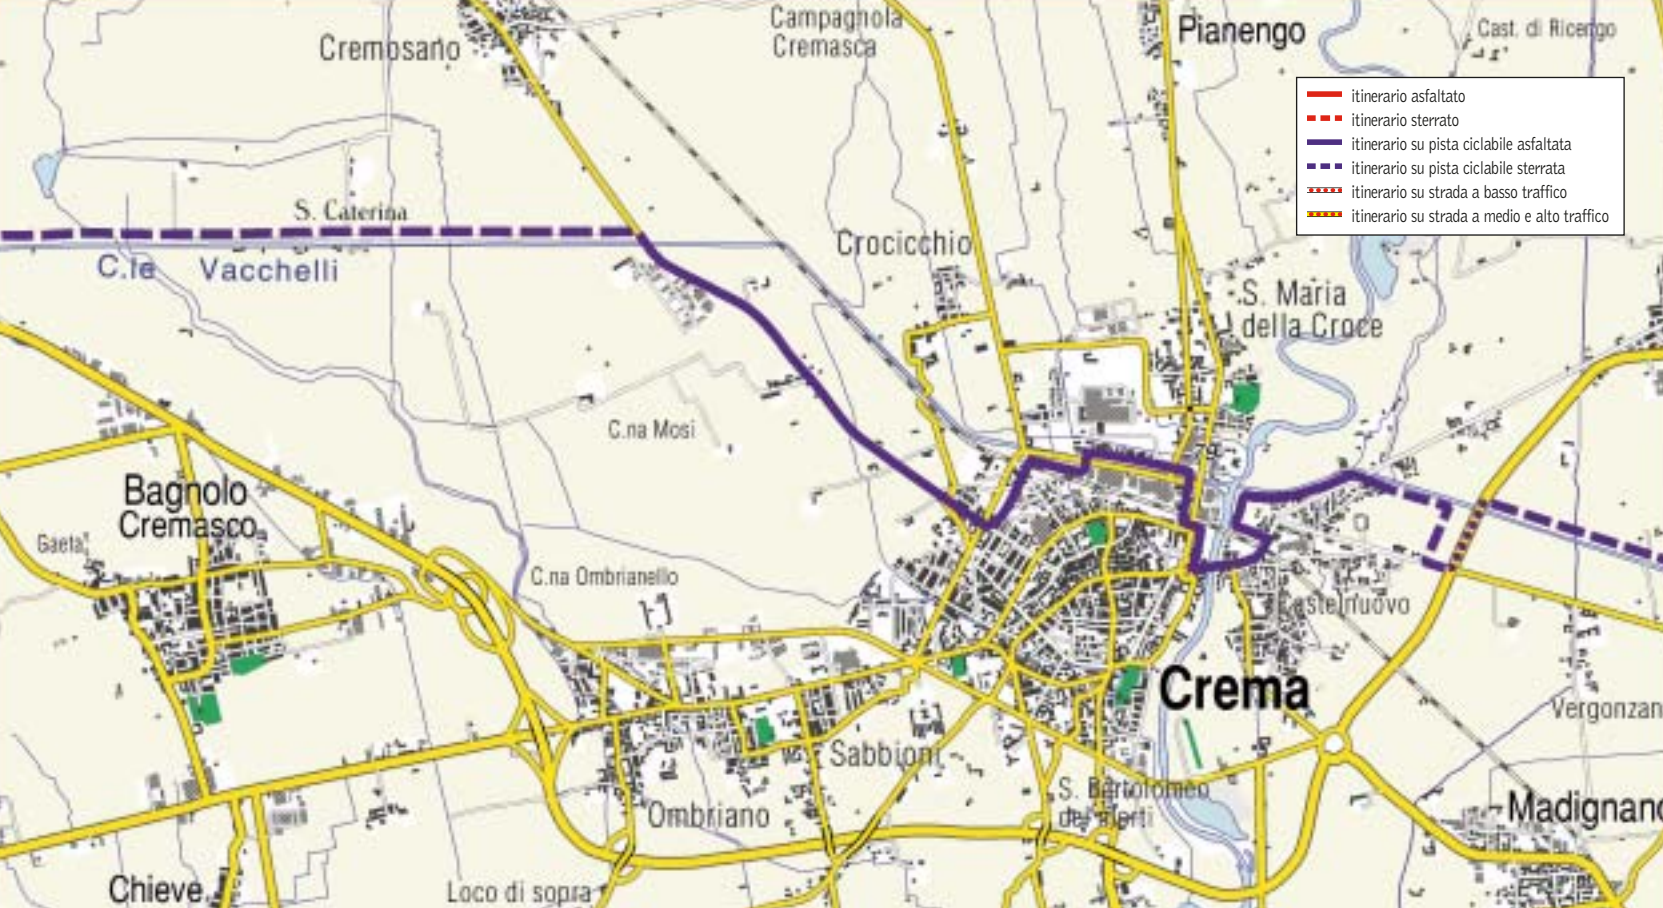 Cremosano
Campagnola
Cremasca
Pianengo
Cast. di Ricengo
itinerario asfaltato
itinerario sterrato
itinerario su pista ciclabile asfaltata
itinerario su pista ciclabile sterrata
itinerario su strada a basso traffico
itinerario su strada a medio e alto traffico
S. Caterina
C.le Vacchelli
Crocicchio
S. Maria
della Croce
C.na Mosi
Bagnolo
Cremasco
Gaeta
C.na Ombrianello
Castelnuovo
Crema
Vergonzan
Sabbioni
S. Bartolomeo
dei Morti
Ombriano
Madignano
Chieve
Loco di sopra